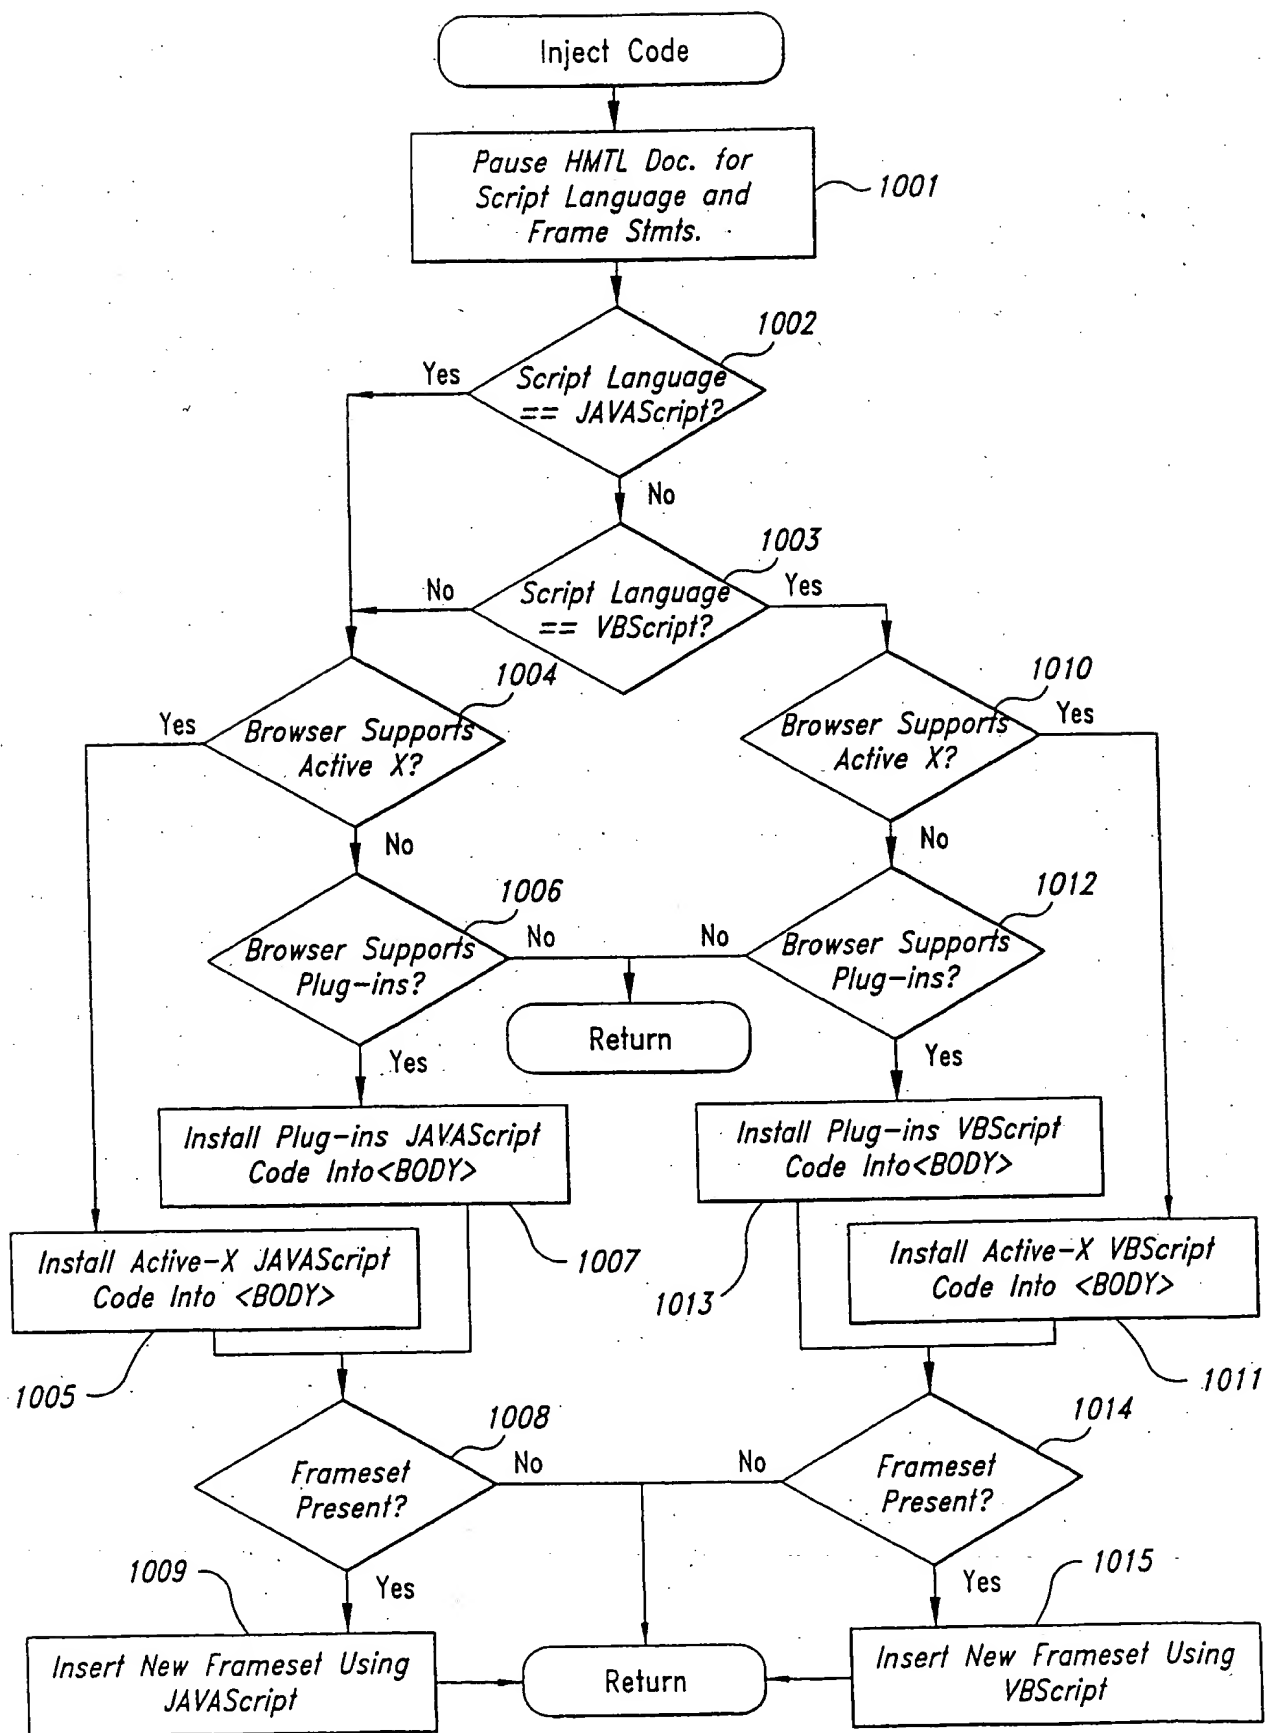 Inject Code
Pause HMTL Doc. for
Script Language and
Frame Stmts.
1001
1002
Yes
Script Language
== JAVAScript?
No
1003
No
Script Language
== VBScript?
Yes
1004
Yes
Browser Supports
Active X?
No
1010
Browser Supports
Active X?
Yes
No
1006
Browser Supports
Plug-ins?
No
No
1012
Browser Supports
Plug-ins?
Return
Yes
Yes
Install Plug-ins JAVAScript
Code Into<BODY>
1007
Install Plug-ins VBScript
Code Into<BODY>
1013
Install Active-X JAVAScript
Code Into <BODY>
1005
Install Active-X VBScript
Code Into <BODY>
1011
1008
Frameset
Present?
No
No
1014
Frameset
Present?
1009
Yes
Yes
1015
Insert New Frameset Using
JAVAScript
Return
Insert New Frameset Using
VBScript